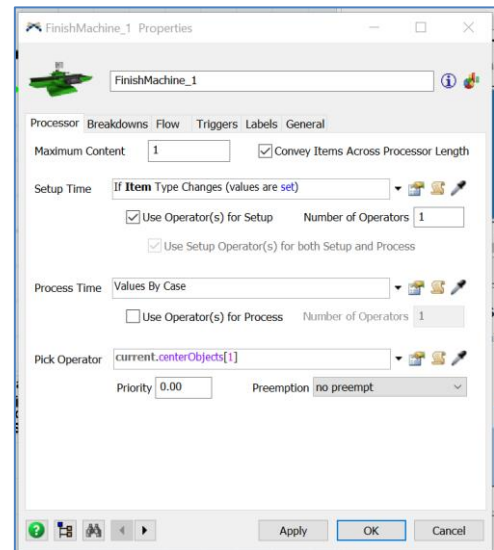 FinishMachine_1 Properties
FinishMachine_1
Processor Breakdowns Flow Triggers Labels General
Maximum Content 1 Convey Items Across Processor Length
Setup Time If Item Type Changes (values are set)
Use Operator(s) for Setup Number of Operators 1
Use Setup Operator(s) for both Setup and Process
Process Time Values By Case
Use Operator(s) for Process Number of Operators 1
Pick Operator current.centerObjects[1]
Priority 0.00 Preemption no preempt
Apply OK Cancel